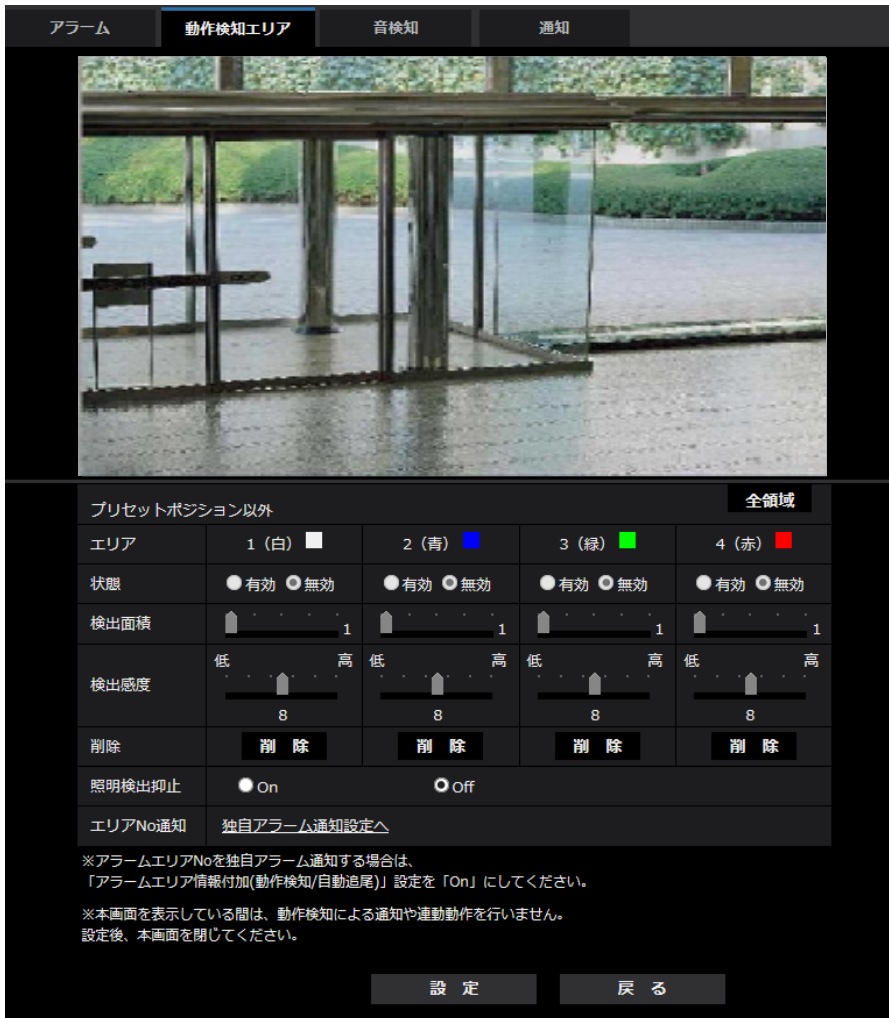 アラーム 動作検知エリア 音検知 通知
プリセットポジション以外 全領域
エリア 1（白） 2（青） 3（緑） 4（赤）
状態 有効 無効 有効 無効 有効 無効 有効 無効
検出面積 1 1 1 1
検出感度 低 高 低 高 低 高 低 高
8 8 8 8
削除 削 除 削 除 削 除 削 除
照明検出抑止 On Off
エリアNo通知 独自アラーム通知設定へ
※アラームエリアNoを独自アラーム通知する場合は、
「アラームエリア情報付加(動作検知/自動追尾)」設定を「On」にしてください。
※本画面を表示している間は、動作検知による通知や連動動作を行いません。
設定後、本画面を閉じてください。
設 定 戻 る